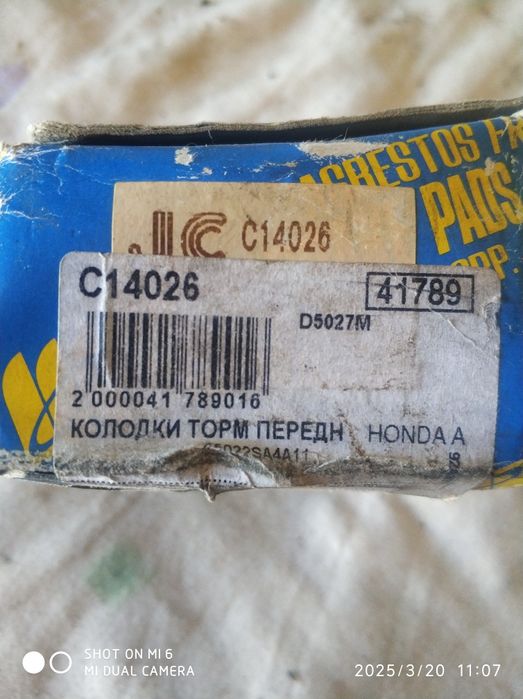 ASBESTOS
PADS
JC C14026
C14026 41789
D5027M
2 000041 789016
КОЛОДКИ ТОРМ ПЕРЕДН HONDA A
SHOT ON MI 6
MI DUAL CAMERA
2025/3/20 11:07